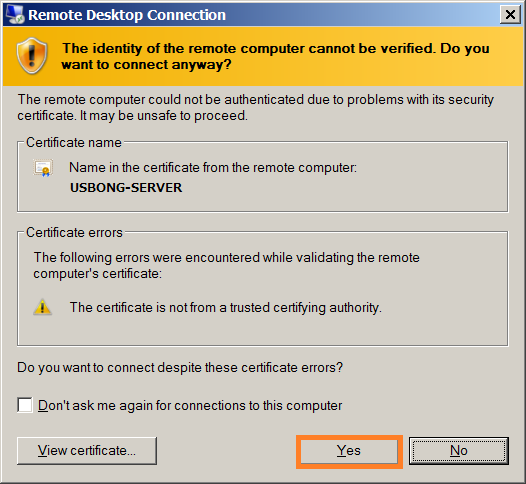 Remote Desktop Connection
The identity of the remote computer cannot be verified. Do you
want to connect anyway?
The remote computer could not be authenticated due to problems with its security
certificate. It may be unsafe to proceed.
Certificate name
Name in the certificate from the remote computer:
USBONG-SERVER
Certificate errors
The following errors were encountered while validating the remote
computer's certificate:
The certificate is not from a trusted certifying authority.
Do you want to connect despite these certificate errors?
Don't ask me again for connections to this computer
View certificate... Yes No